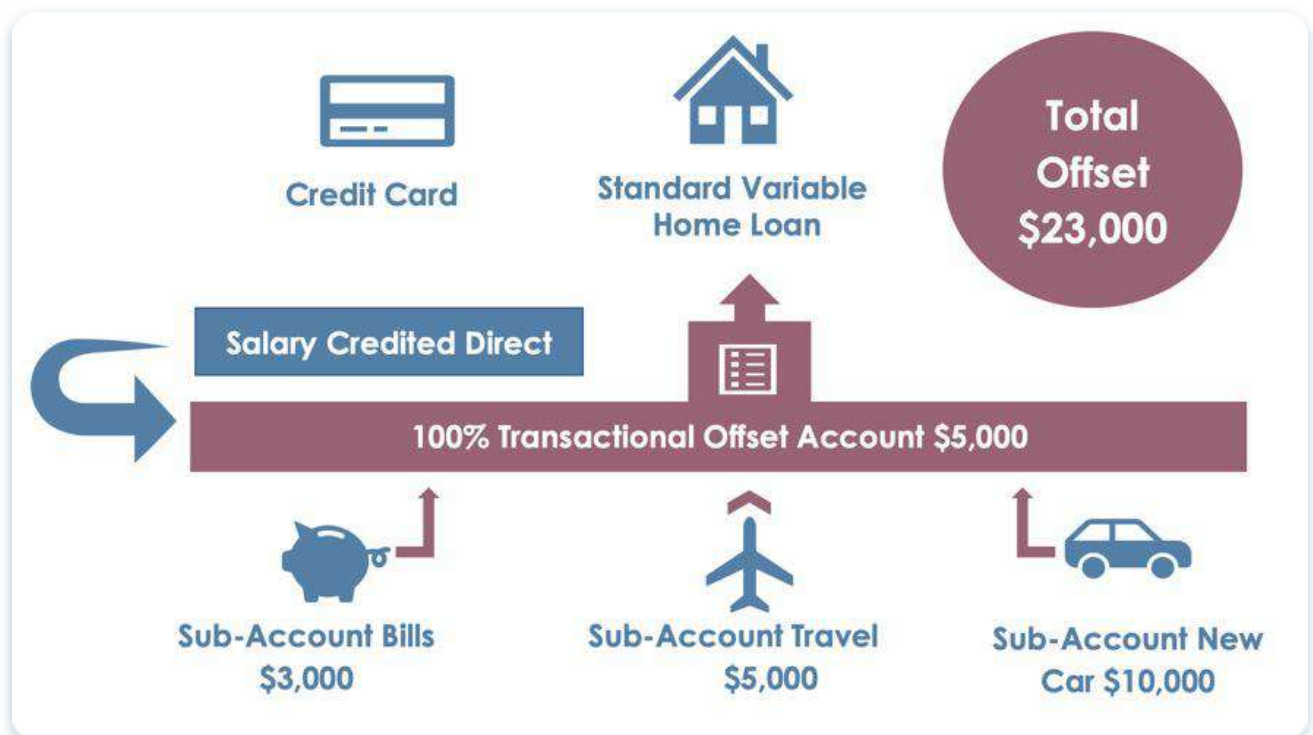 Total
Offset
$23,000
Credit Card
Standard Variable
Home Loan
Salary Credited Direct
100% Transactional Offset Account $5,000
Sub-Account Bills
$3,000
Sub-Account Travel
$5,000
Sub-Account New
Car $10,000